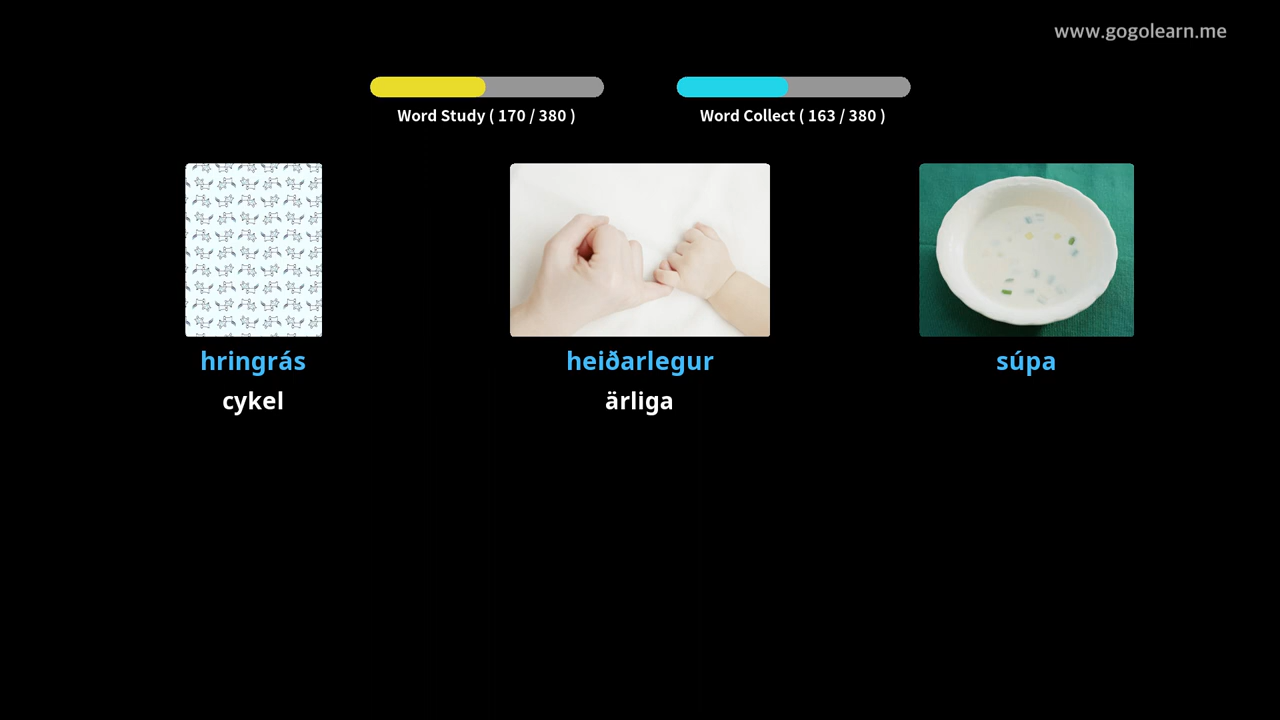 www.gogolearn.me
Word Study ( 170 / 380 )
Word Collect ( 163 / 380 )
hringrás
heiðarlegur
súpa
cykel
ärliga